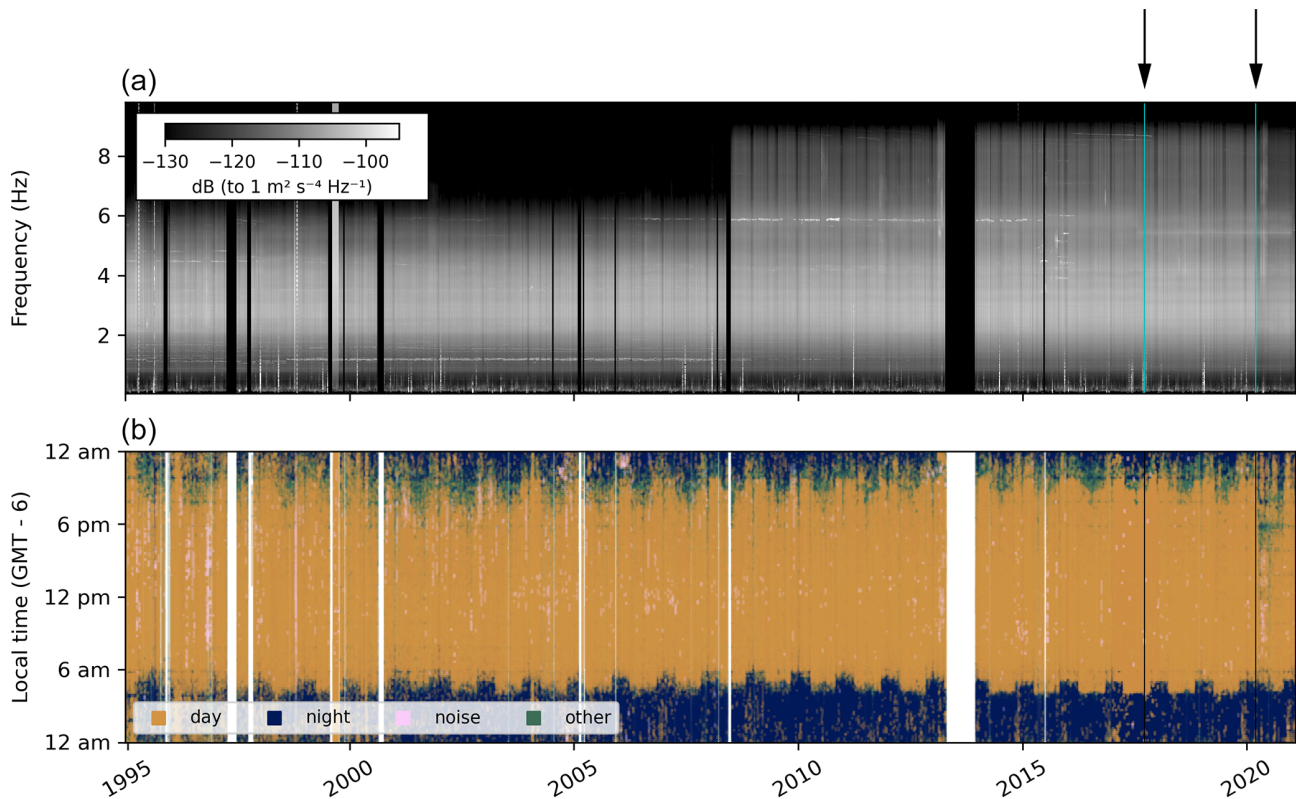 (a)
8
6
4
2
Frequency (Hz)
−130 −120 −110 −100
dB (to 1 m² s⁻⁴ Hz⁻¹)
(b)
12 am
6 pm
12 pm
6 am
12 am
Local time (GMT - 6)
day night noise other
1995 2000 2005 2010 2015 2020